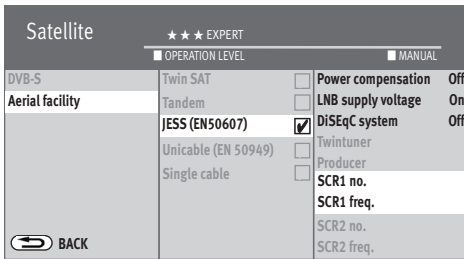 Satellite
★ ★ ★ EXPERT
OPERATION LEVEL
MANUAL
DVB-S
Aerial facility
Twin SAT
Tandem
JESS (EN50607)
Unicable (EN 50949)
Single cable
Power compensation Off
LNB supply voltage On
DiSEqC system Off
Twintuner
Producer
SCR1 no.
SCR1 freq.
SCR2 no.
SCR2 freq.
BACK